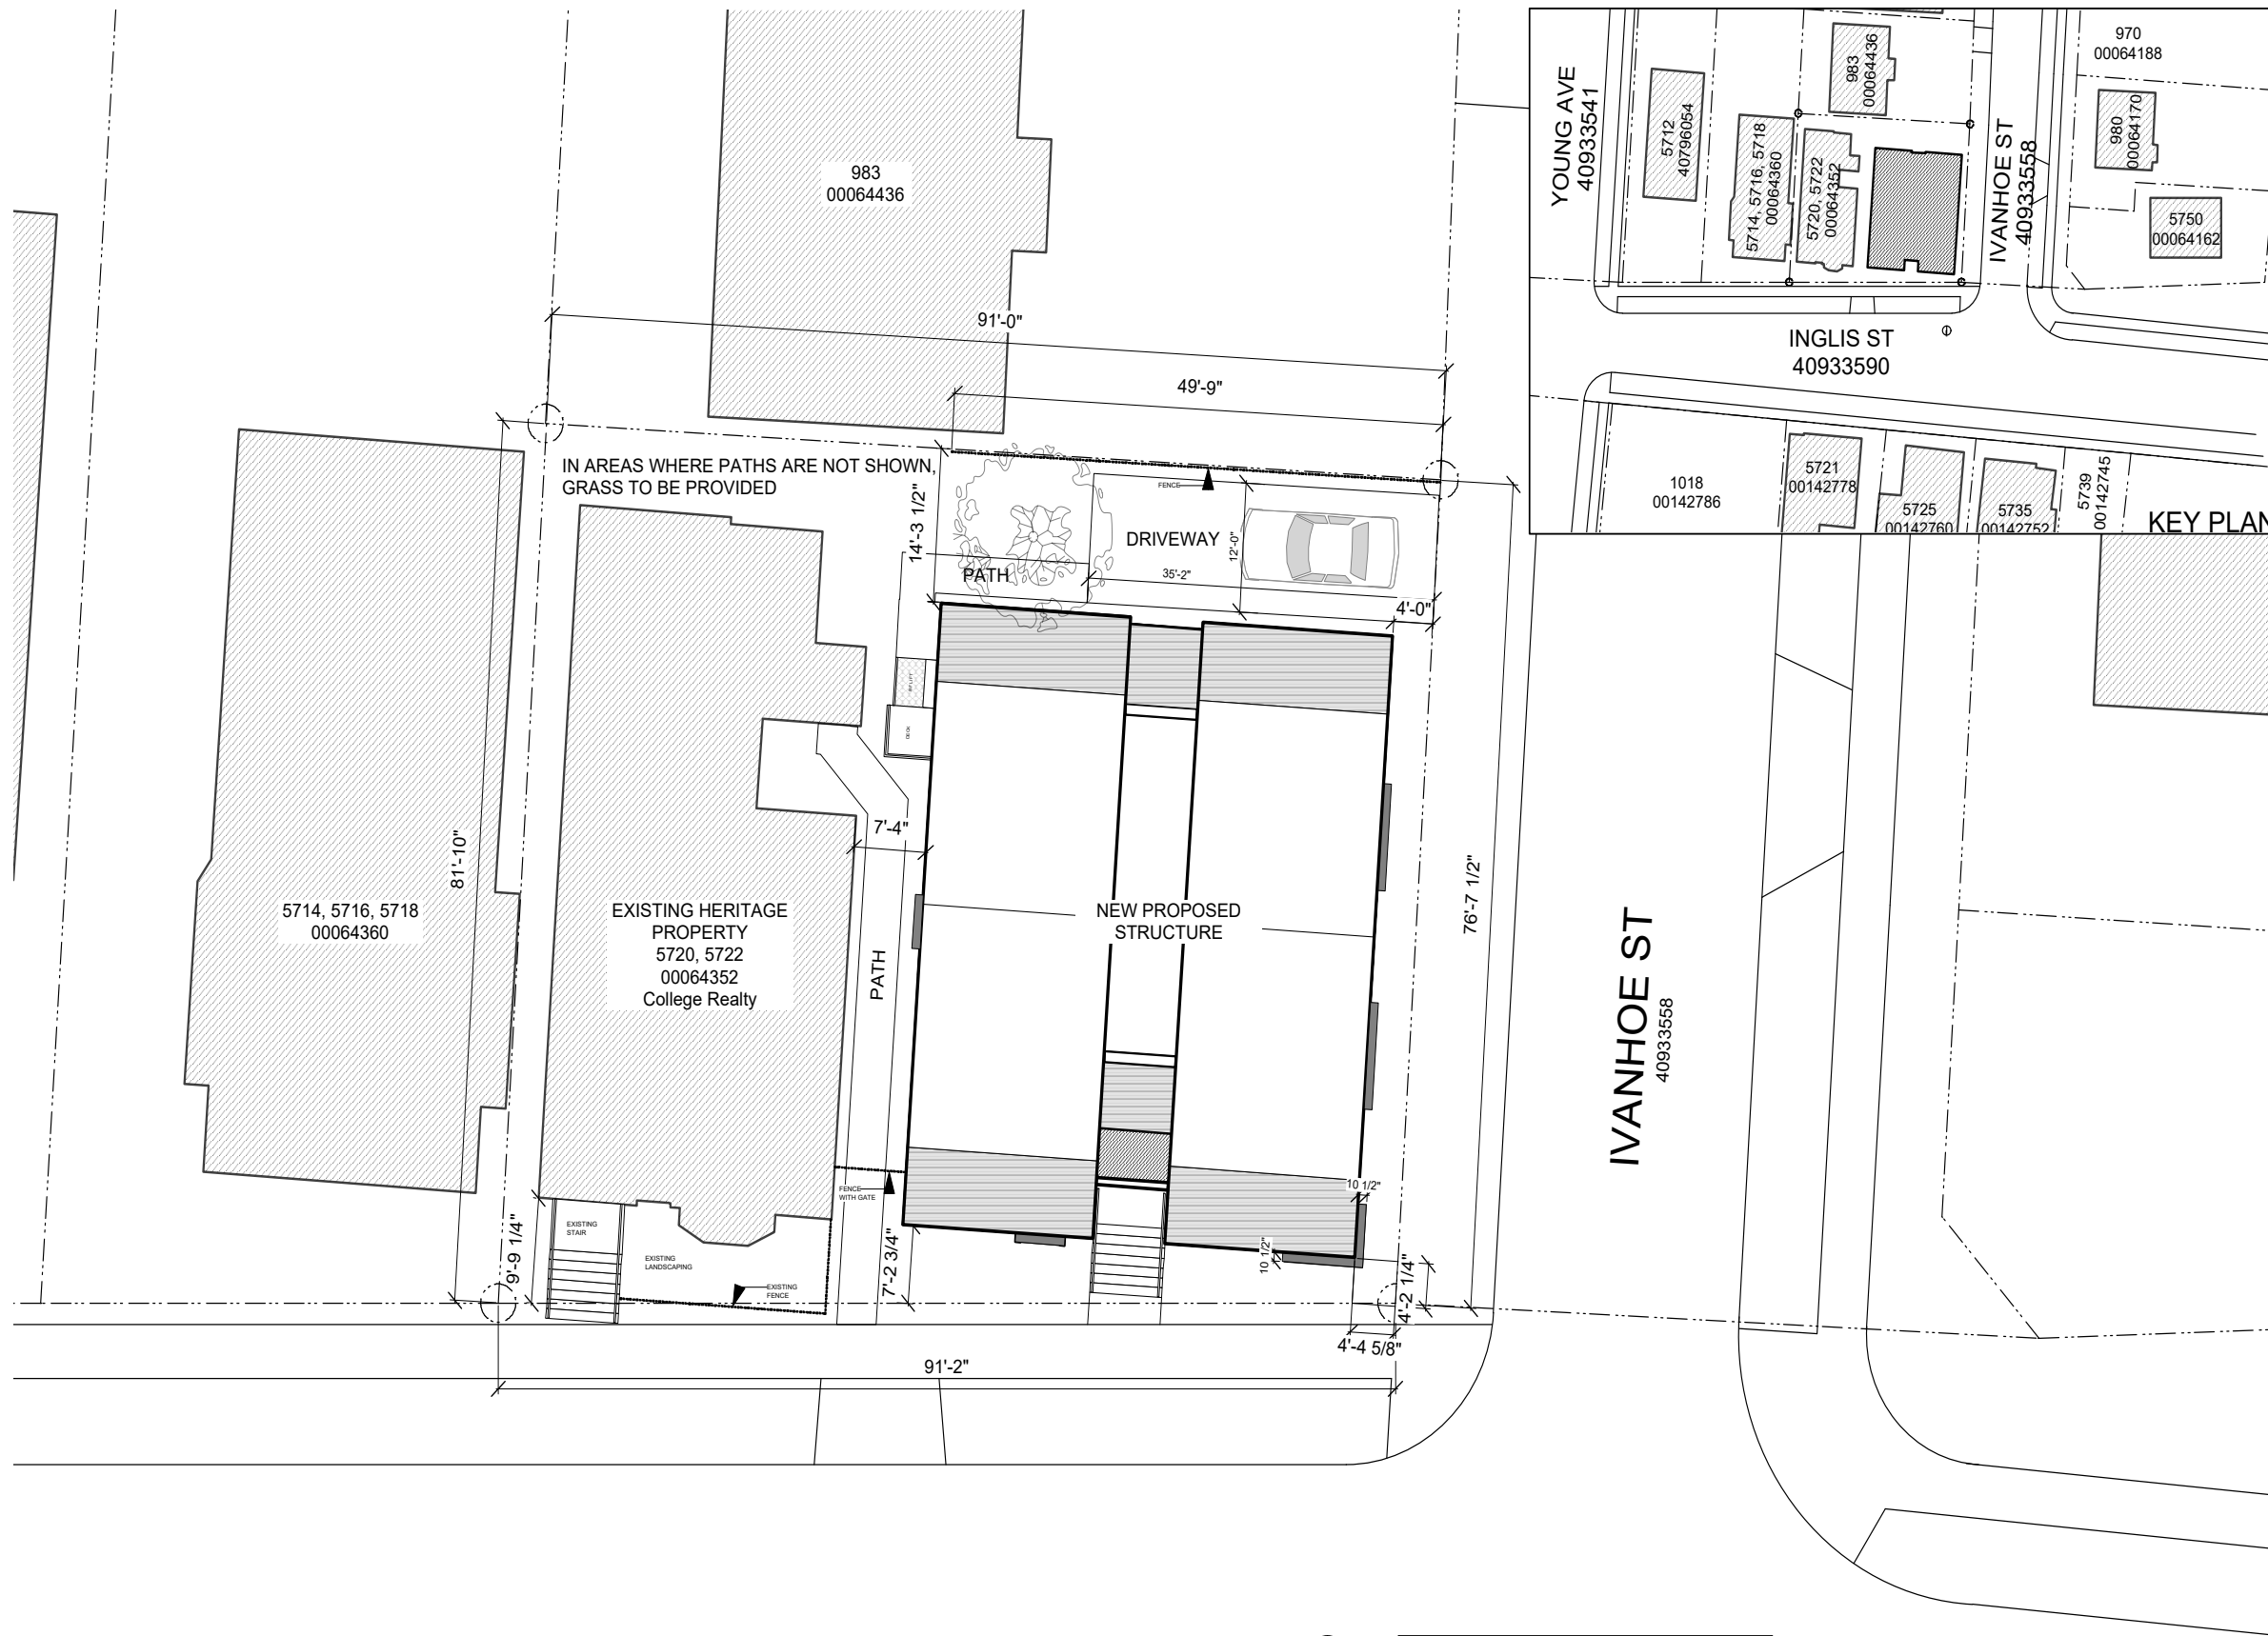 983
00064436
91'-0"
49'-9"
IN AREAS WHERE PATHS ARE NOT SHOWN,
GRASS TO BE PROVIDED
FENCE
14'-3 1/2"
DRIVEWAY
12'-0"
PATH
35'-2"
4'-0"
DECK
7'-4"
81'-10"
76'-7 1/2"
5714, 5716, 5718
00064360
EXISTING HERITAGE
PROPERTY
5720, 5722
00064352
College Realty
PATH
NEW PROPOSED
STRUCTURE
IVANHOE ST
40933558
FENCE
WITH GATE
10 1/2"
EXISTING
STAIR
EXISTING
LANDSCAPING
EXISTING
FENCE
9'-9 1/4"
7'-2 3/4"
10 1/2"
4'-2 1/4"
4'-4 5/8"
91'-2"
YOUNG AVE
40933541
5712
40796054
5714, 5716, 5718
00064360
5720, 5722
00064352
983
00064436
IVANHOE ST
40933558
970
00064188
980
00064170
5750
00064162
INGLIS ST
40933590
1018
00142786
5721
00142778
5725
00142760
5735
00142752
5739
00142745
KEY PLAN